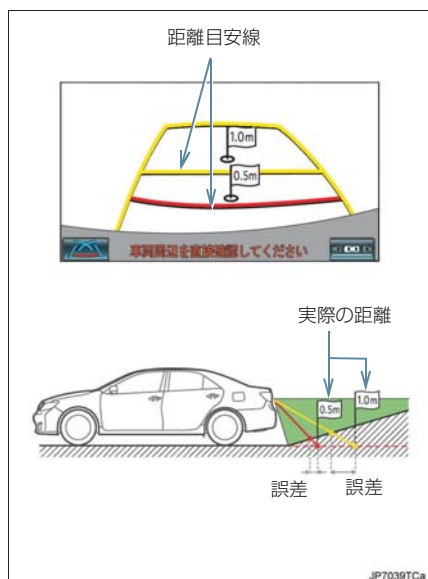 距離目安線
1.0m
0.5m
車両周辺を直接確認してください
実際の距離
0.5m
1.0m
誤差
誤差
JP7039TCa